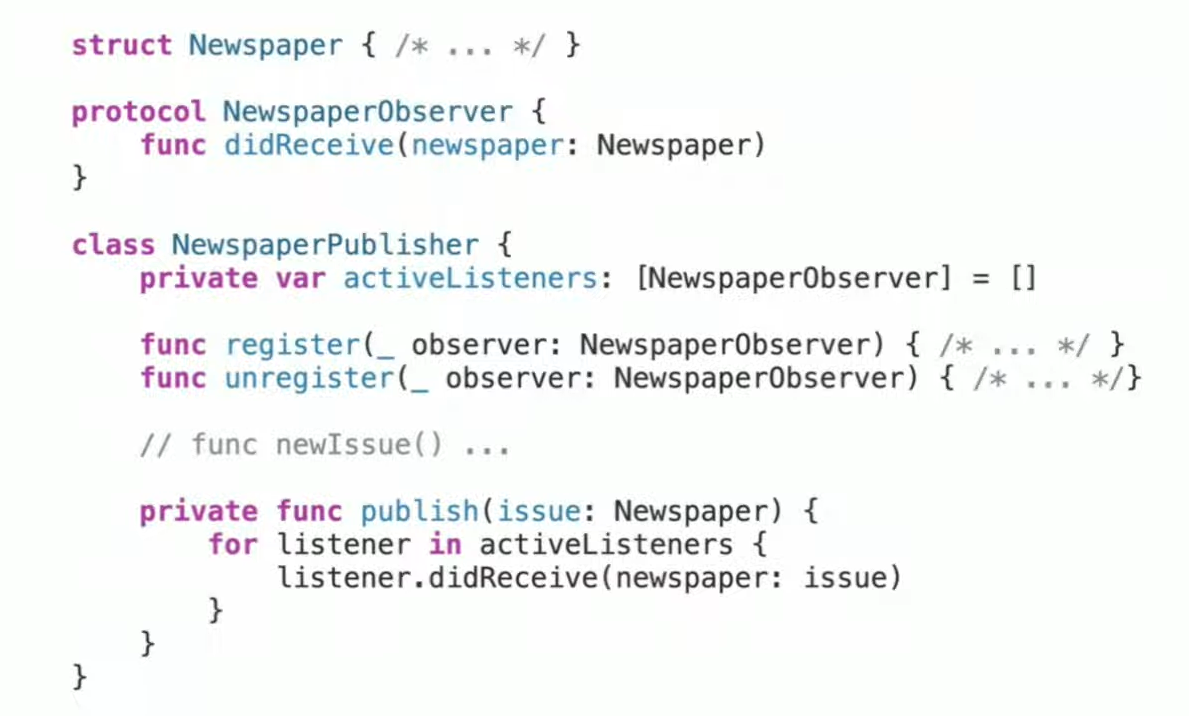 struct Newspaper { /* ... */ }
protocol NewspaperObserver {
    func didReceive(newspaper: Newspaper)
}
class NewspaperPublisher {
    private var activeListeners: [NewspaperObserver] = []
    func register(_ observer: NewspaperObserver) { /* ... */ }
    func unregister(_ observer: NewspaperObserver) { /* ... */}
    // func newIssue() ...
    private func publish(issue: Newspaper) {
        for listener in activeListeners {
            listener.didReceive(newspaper: issue)
        }
    }
}